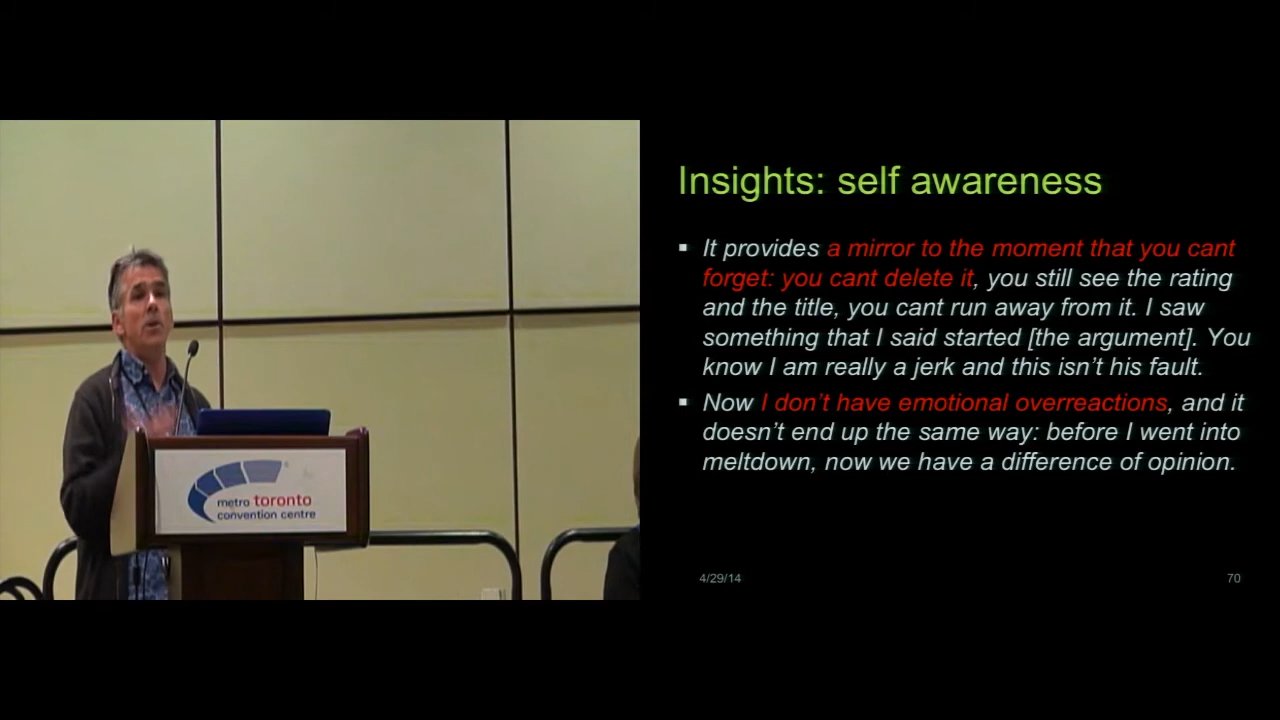 metro toronto
convention centre
Insights: self awareness
▪ It provides a mirror to the moment that you cant
forget: you cant delete it, you still see the rating
and the title, you cant run away from it. I saw
something that I said started [the argument]. You
know I am really a jerk and this isn't his fault.
▪ Now I don't have emotional overreactions, and it
doesn't end up the same way: before I went into
meltdown, now we have a difference of opinion.
4/29/14
70